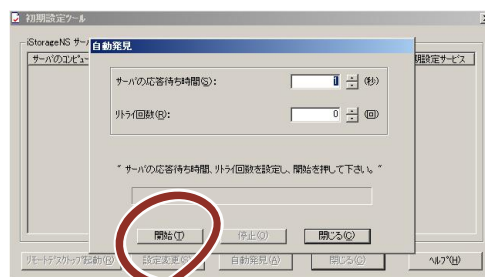 初期設定ツール
iStorageNS サーバ
自動発見
サーバのコンピュー
期設定サービス
サーバの応答待ち時間(S):
1
(秒)
リトライ回数(R):
0
(回)
" サーバの応答待ち時間、リトライ回数を設定し、開始を押して下さい。 "
開始(T)
停止(O)
閉じる(C)
リモートデスクトップ起動(R)
設定変更(S)
自動発見(A)
閉じる(C)
ヘルプ(H)